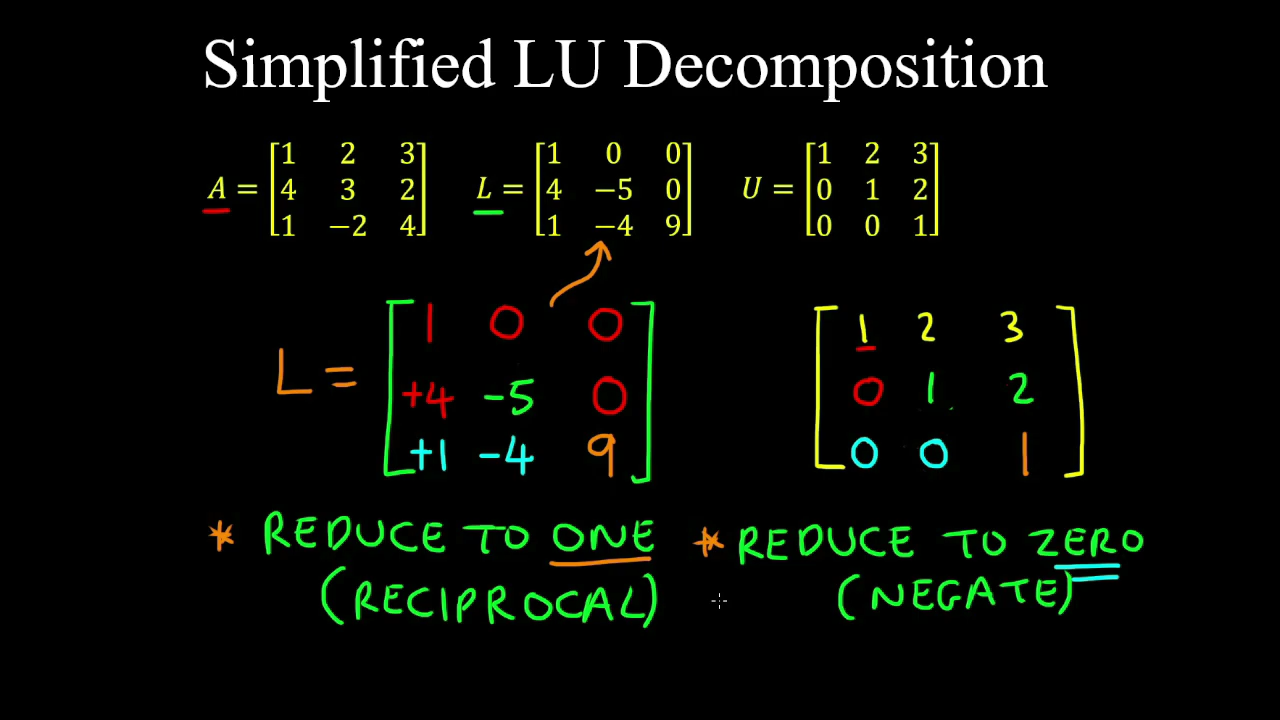 Simplified LU Decomposition
1 2 3 1 0 0 1 2 3
A = 4 3 2 L = 4 −5 0 U = 0 1 2
1 −2 4 1 −4 9 0 0 1
1 0 0 1 2 3
L = +4 -5 0 0 1 2
+1 -4 9 0 0 1
* REDUCE TO ONE * REDUCE TO ZERO
(RECIPROCAL) (NEGATE)